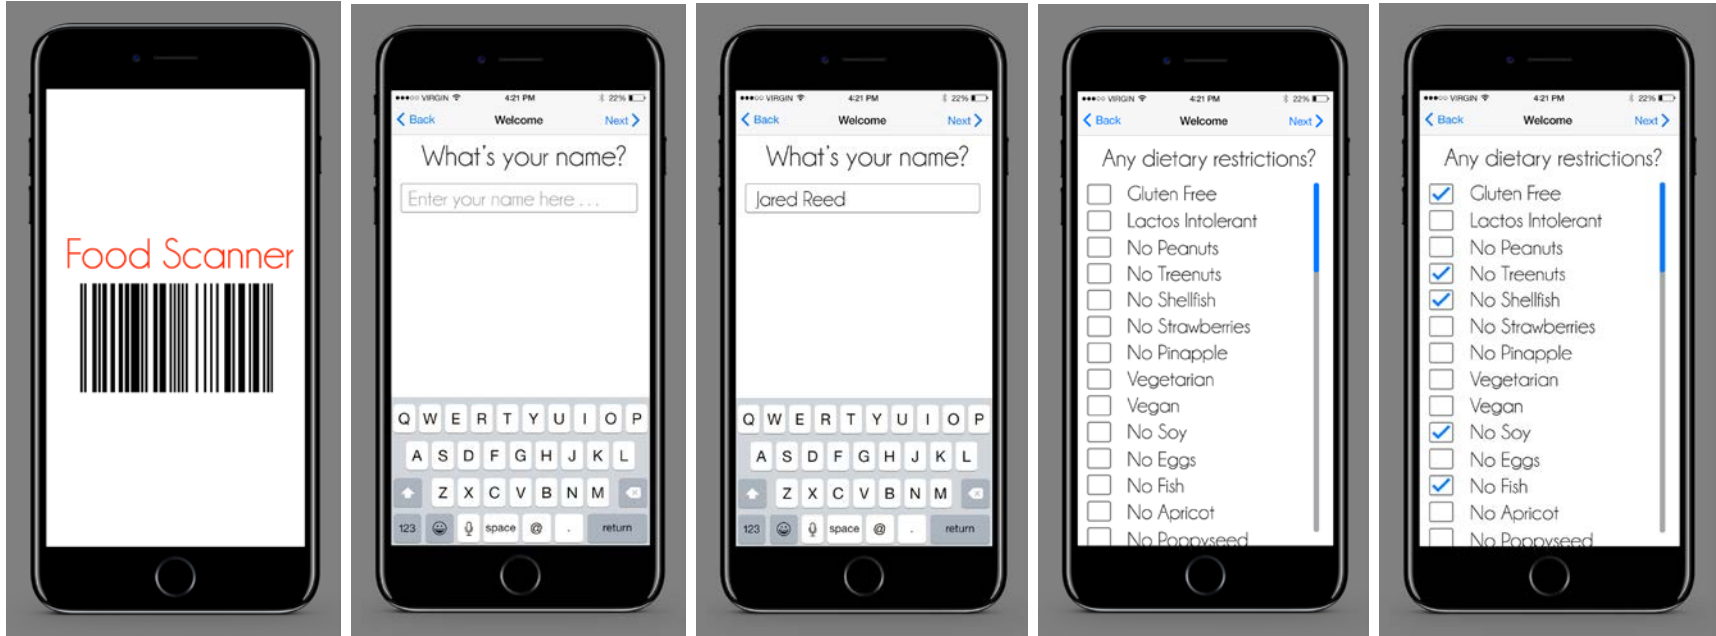 Food Scanner
●●●○○ VIRGIN 4:21 PM 22%
Back Welcome Next
What's your name?
Enter your name here . . .
Q W E R T Y U I O P
A S D F G H J K L
Z X C V B N M
123 space @ . return
●●●○○ VIRGIN 4:21 PM 22%
Back Welcome Next
What's your name?
Jared Reed
Q W E R T Y U I O P
A S D F G H J K L
Z X C V B N M
123 space @ . return
●●●○○ VIRGIN 4:21 PM 22%
Back Welcome Next
Any dietary restrictions?
Gluten Free
Lactos Intolerant
No Peanuts
No Treenuts
No Shellfish
No Strawberries
No Pinapple
Vegetarian
Vegan
No Soy
No Eggs
No Fish
No Apricot
No Poppyseed
●●●○○ VIRGIN 4:21 PM 22%
Back Welcome Next
Any dietary restrictions?
Gluten Free
Lactos Intolerant
No Peanuts
No Treenuts
No Shellfish
No Strawberries
No Pinapple
Vegetarian
Vegan
No Soy
No Eggs
No Fish
No Apricot
No Poppyseed